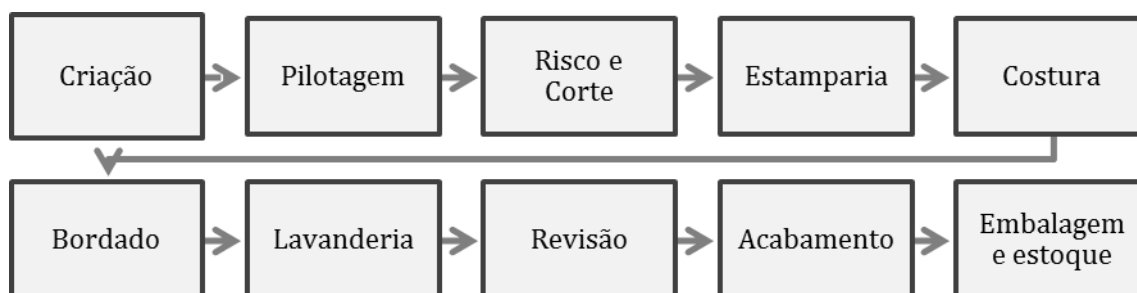 Criação
Pilotagem
Risco e
Corte
Estamparia
Costura
Bordado
Lavanderia
Revisão
Acabamento
Embalagem
e estoque